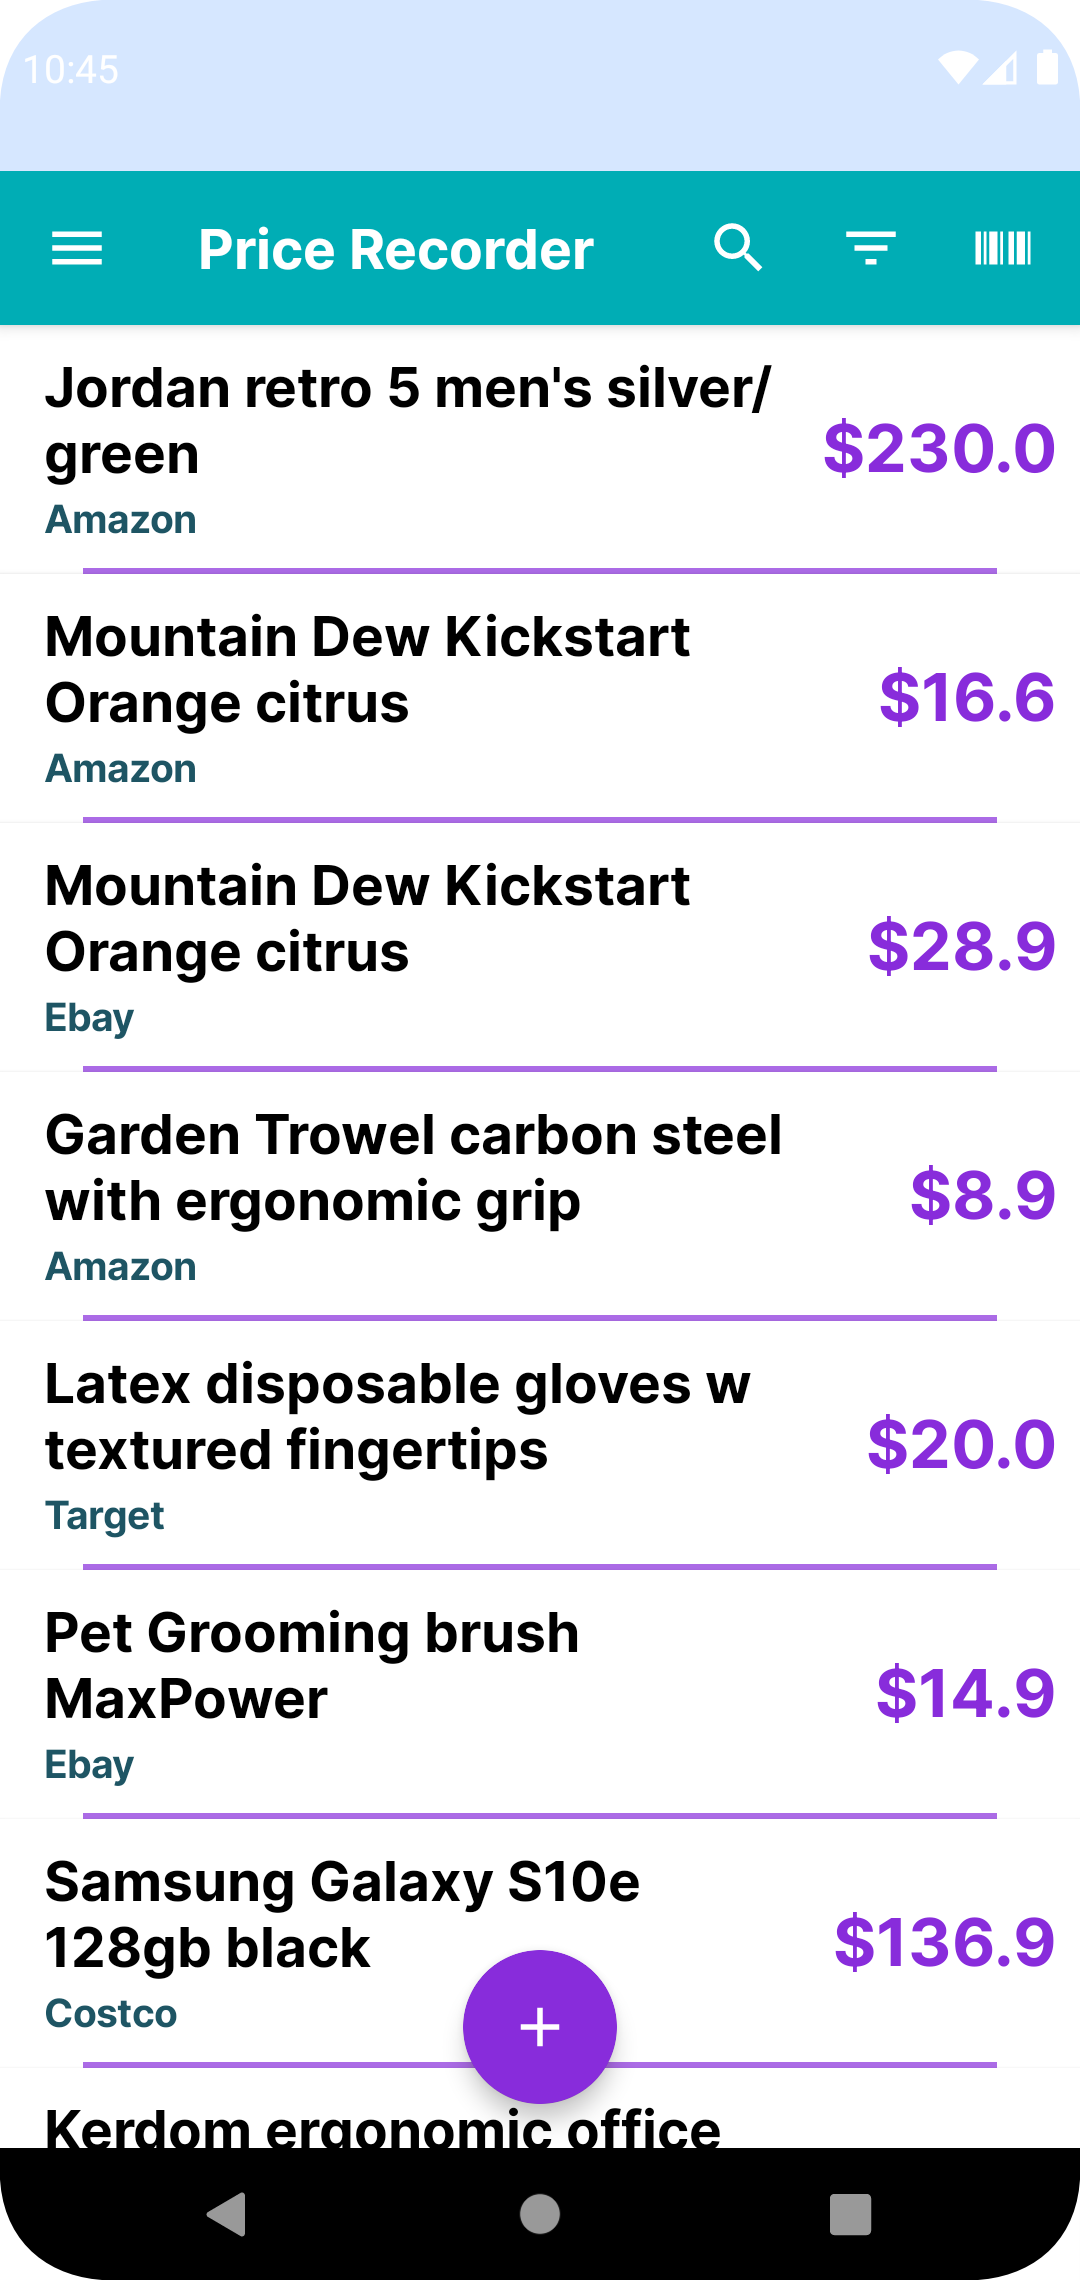 10:45
Price Recorder
Jordan retro 5 men's silver/
green
$230.0
Amazon
Mountain Dew Kickstart
Orange citrus
$16.6
Amazon
Mountain Dew Kickstart
Orange citrus
$28.9
Ebay
Garden Trowel carbon steel
with ergonomic grip
$8.9
Amazon
Latex disposable gloves w
textured fingertips
$20.0
Target
Pet Grooming brush
MaxPower
$14.9
Ebay
Samsung Galaxy S10e
128gb black
$136.9
Costco
Kerdom ergonomic office